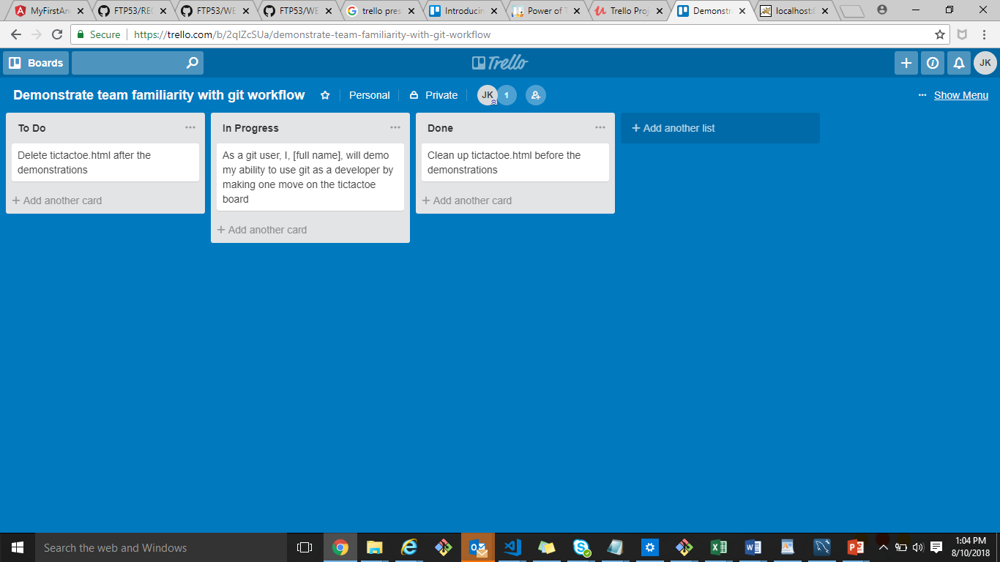 MyFirstAn
FTP53/REC
FTP53/WE
FTP53/WE
trello pres
Introducin
Power of T
Trello Proj
Demonstra
localhost:8
Secure
https://trello.com/b/2qIZcSUa/demonstrate-team-familiarity-with-git-workflow
Boards
Trello
JK
Demonstrate team familiarity with git workflow
Personal
Private
JK
1
Show Menu
To Do
Delete tictactoe.html after the
demonstrations
+ Add another card
In Progress
As a git user, I, [full name], will demo
my ability to use git as a developer by
making one move on the tictactoe
board
+ Add another card
Done
Clean up tictactoe.html before the
demonstrations
+ Add another card
+ Add another list
Search the web and Windows
1:04 PM
8/10/2018